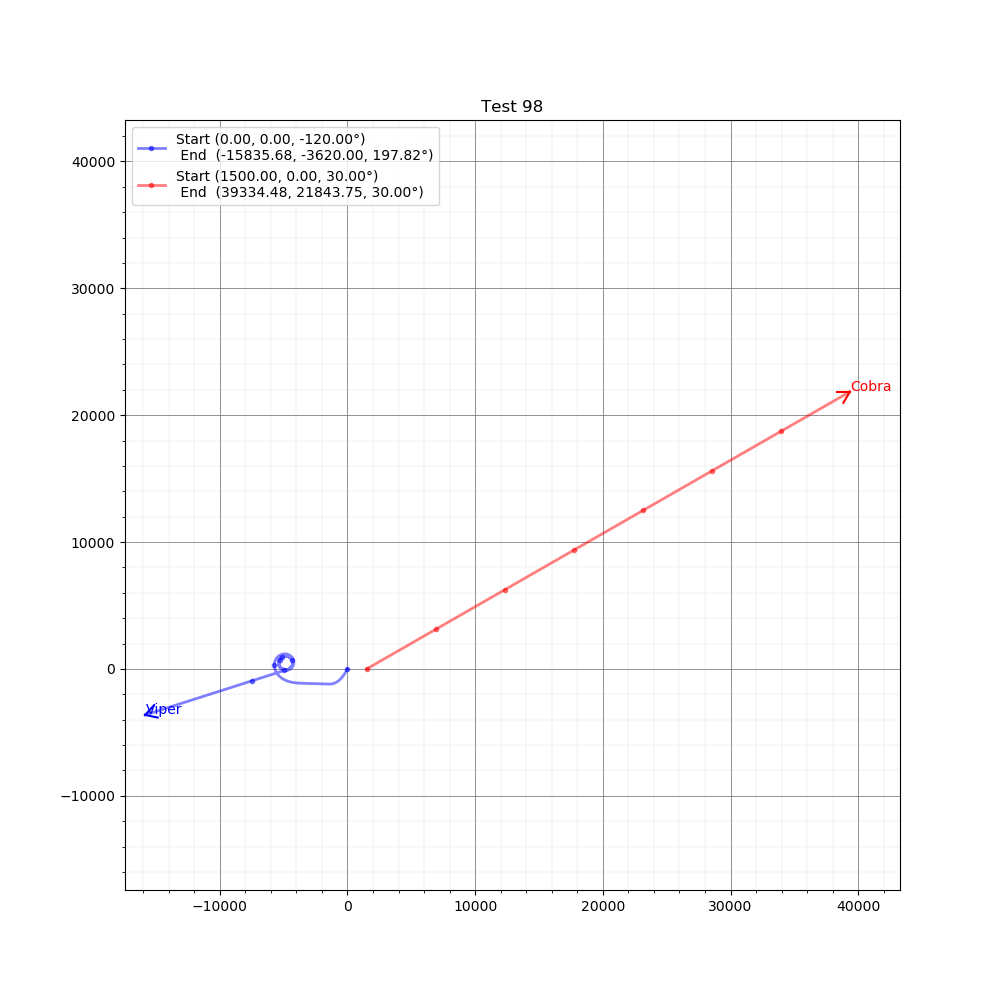 Test 98
Start (0.00, 0.00, -120.00°)
End (-15835.68, -3620.00, 197.82°)
Start (1500.00, 0.00, 30.00°)
End (39334.48, 21843.75, 30.00°)
40000
30000
20000
10000
0
−10000
Cobra
Viper
−10000
0
10000
20000
30000
40000